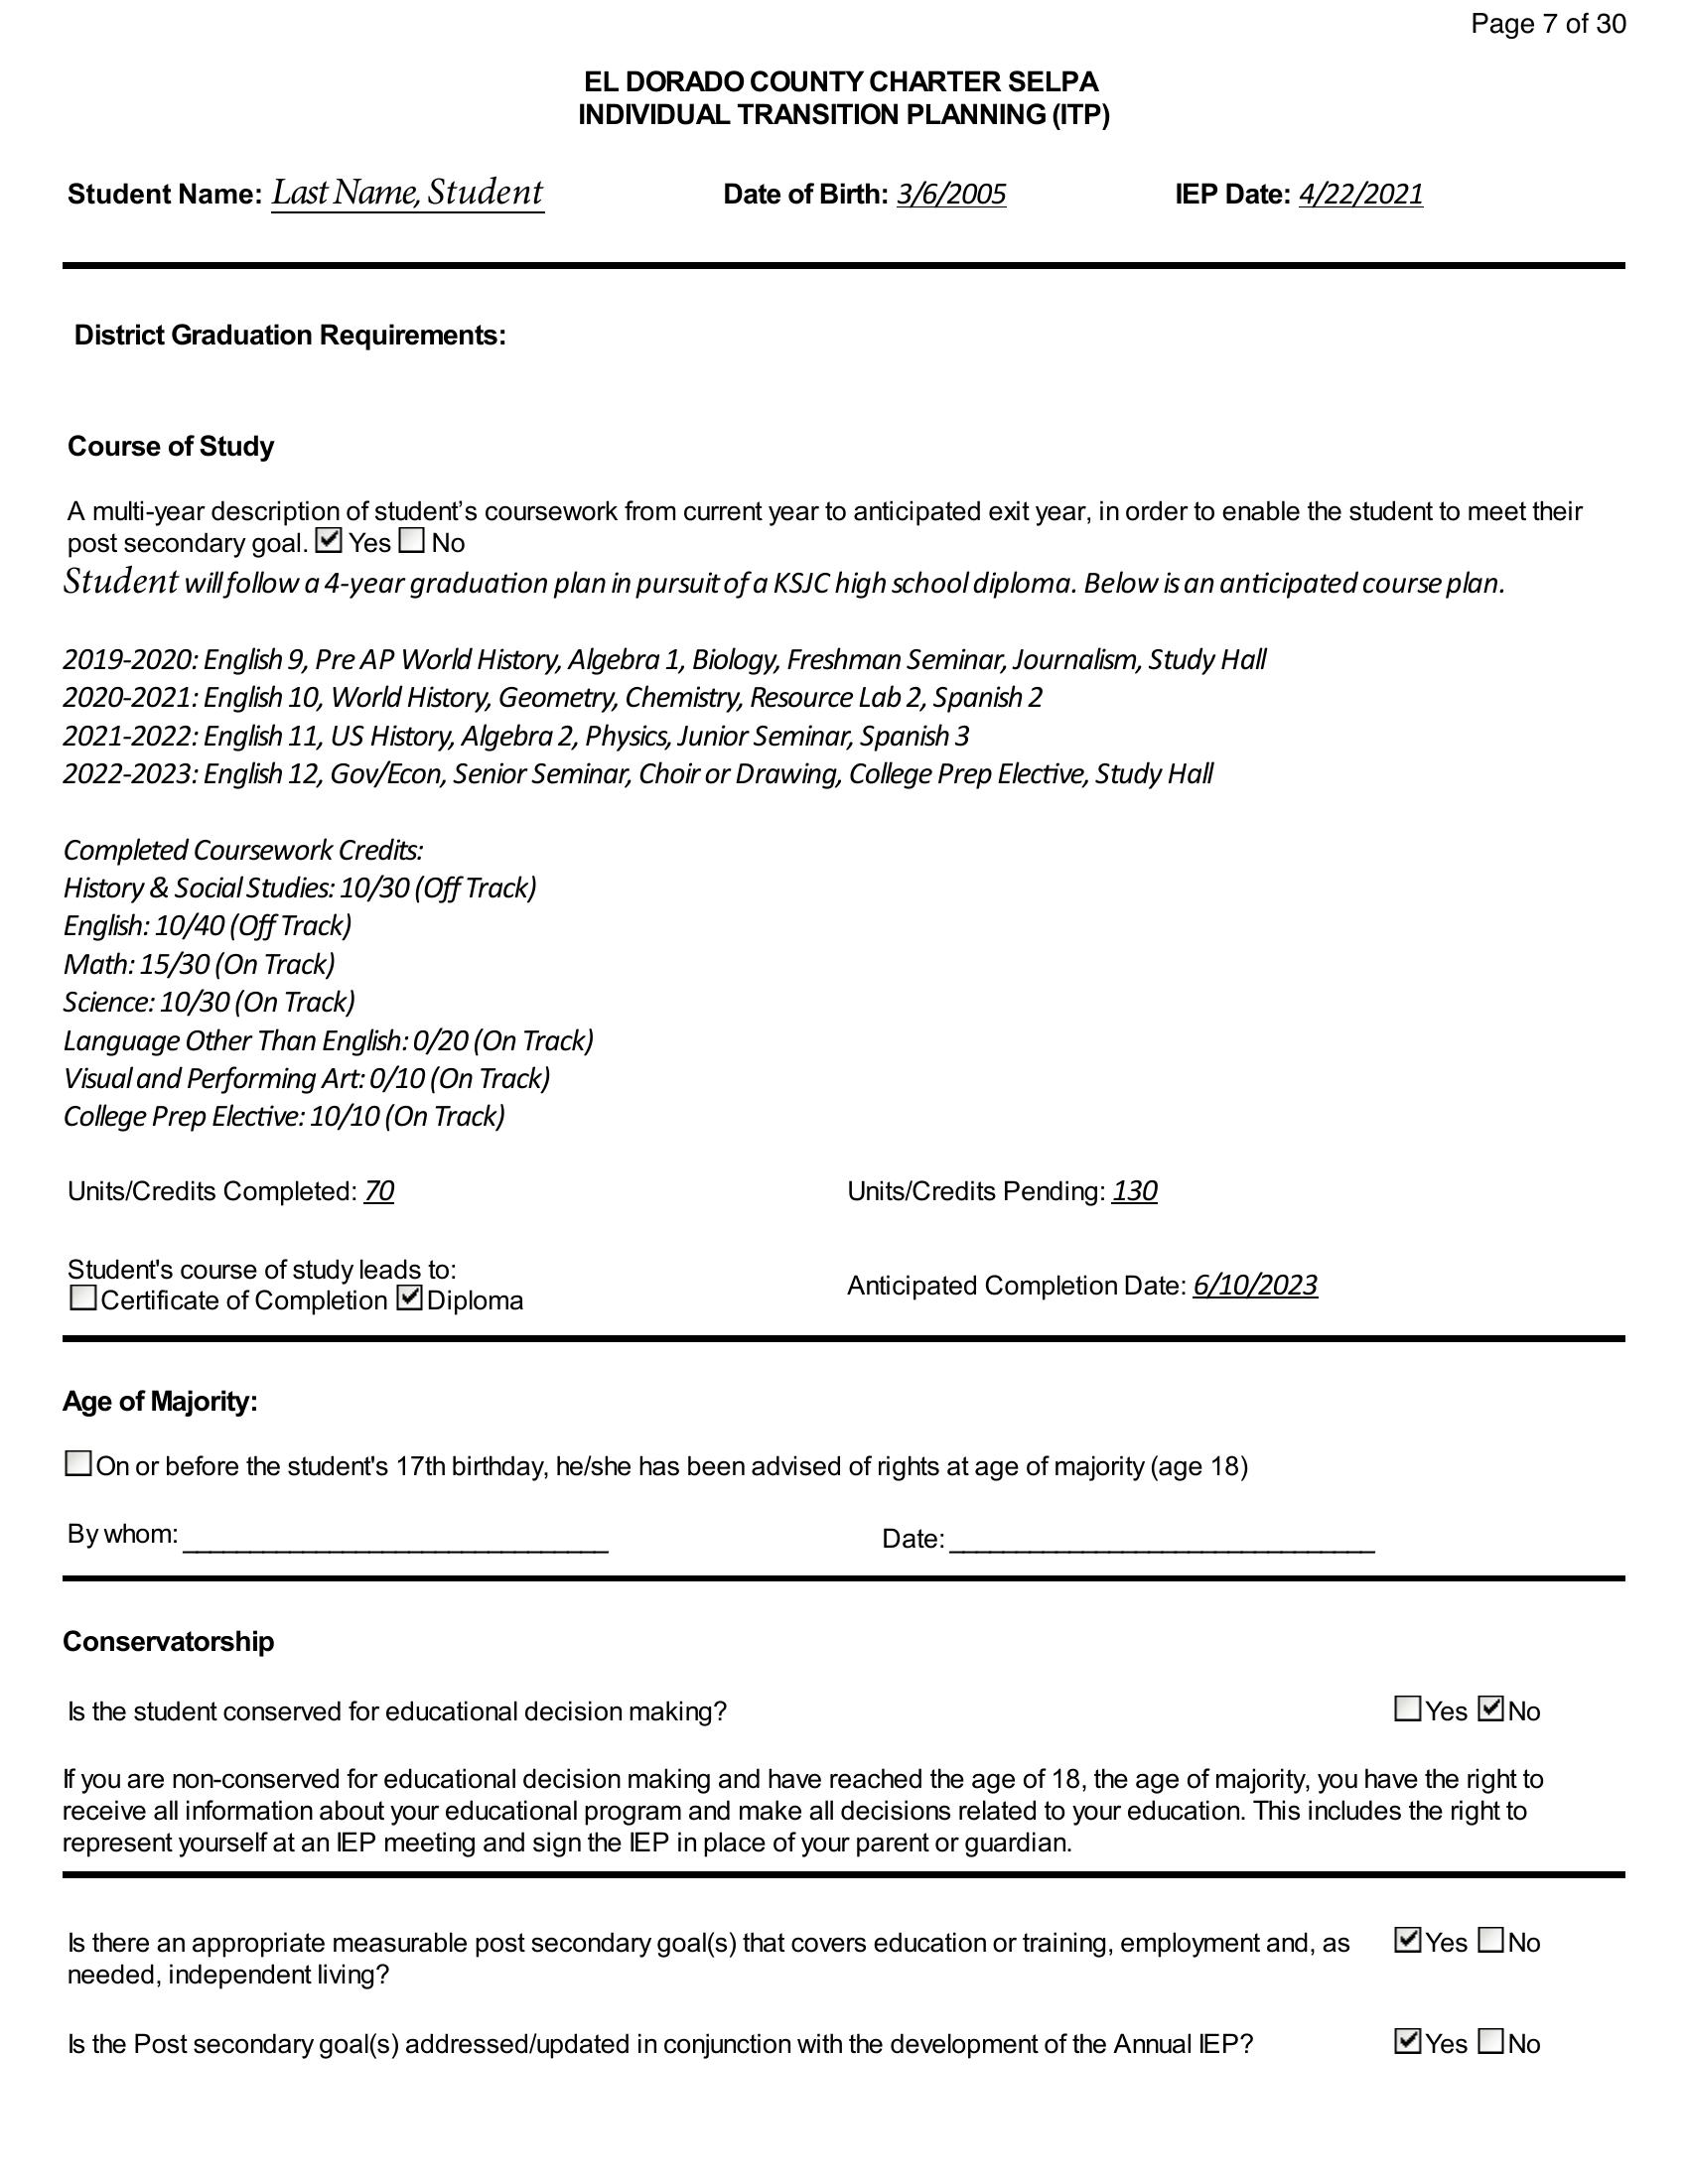 Page 7 of 30
EL DORADO COUNTY CHARTER SELPA
INDIVIDUAL TRANSITION PLANNING (ITP)
Student Name: Last Name, Student Date of Birth: 3/6/2005 IEP Date: 4/22/2021
District Graduation Requirements:
Course of Study
A multi-year description of student’s coursework from current year to anticipated exit year, in order to enable the student to meet their
post secondary goal. ☑ Yes ☐ No
Student will follow a 4-year graduation plan in pursuit of a KSJC high school diploma. Below is an anticipated course plan.
2019-2020: English 9, Pre AP World History, Algebra 1, Biology, Freshman Seminar, Journalism, Study Hall
2020-2021: English 10, World History, Geometry, Chemistry, Resource Lab 2, Spanish 2
2021-2022: English 11, US History, Algebra 2, Physics, Junior Seminar, Spanish 3
2022-2023: English 12, Gov/Econ, Senior Seminar, Choir or Drawing, College Prep Elective, Study Hall
Completed Coursework Credits:
History & Social Studies: 10/30 (Off Track)
English: 10/40 (Off Track)
Math: 15/30 (On Track)
Science: 10/30 (On Track)
Language Other Than English: 0/20 (On Track)
Visual and Performing Art: 0/10 (On Track)
College Prep Elective: 10/10 (On Track)
Units/Credits Completed: 70 Units/Credits Pending: 130
Student's course of study leads to:
☐ Certificate of Completion ☑ Diploma Anticipated Completion Date: 6/10/2023
Age of Majority:
☐ On or before the student's 17th birthday, he/she has been advised of rights at age of majority (age 18)
By whom: ______________________________ Date: ______________________________
Conservatorship
Is the student conserved for educational decision making? ☐ Yes ☑ No
If you are non-conserved for educational decision making and have reached the age of 18, the age of majority, you have the right to
receive all information about your educational program and make all decisions related to your education. This includes the right to
represent yourself at an IEP meeting and sign the IEP in place of your parent or guardian.
Is there an appropriate measurable post secondary goal(s) that covers education or training, employment and, as ☑ Yes ☐ No
needed, independent living?
Is the Post secondary goal(s) addressed/updated in conjunction with the development of the Annual IEP? ☑ Yes ☐ No